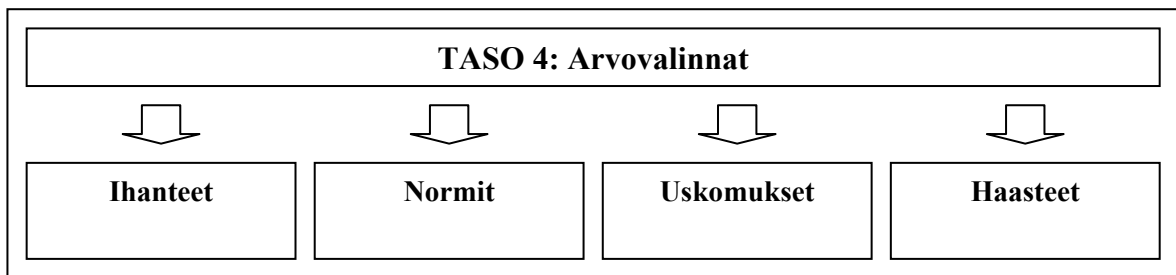 TASO 4: Arvovalinnat
Ihanteet
Normit
Uskomukset
Haasteet